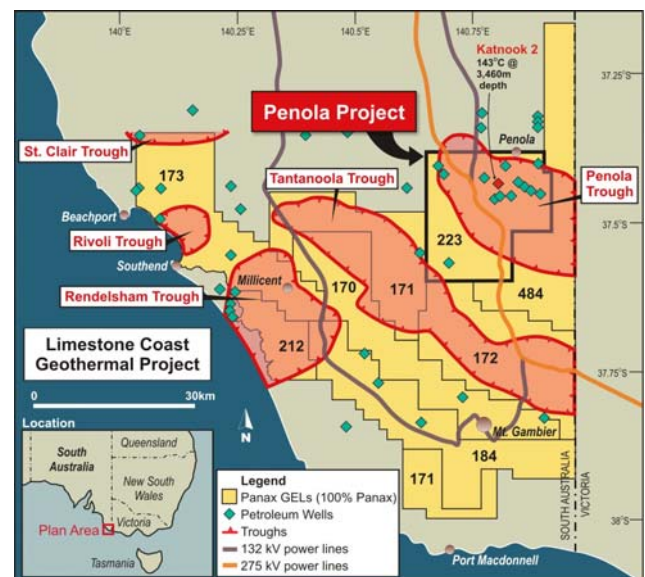 140°E
140.25°E
140.5°E
140.75°E
Katnook 2
143°C @
3,460m
depth
37.25°S
Penola Project
Penola
St. Clair Trough
173
Tantanoola Trough
Penola
Trough
Beachport
Rivoli Trough
Southend
223
37.5°S
Rendelsham Trough
Millicent
170
171
484
212
172
Limestone Coast
Geothermal Project
37.75°S
0
30km
N
Mt. Gambier
184
171
SOUTH AUSTRALIA
VICTORIA
38°S
Port Macdonnell
Location
South
Australia
Queensland
New South
Wales
Victoria
Plan Area
Tasmania
Legend
Panax GELs (100% Panax)
Petroleum Wells
Troughs
132 kV power lines
275 kV power lines